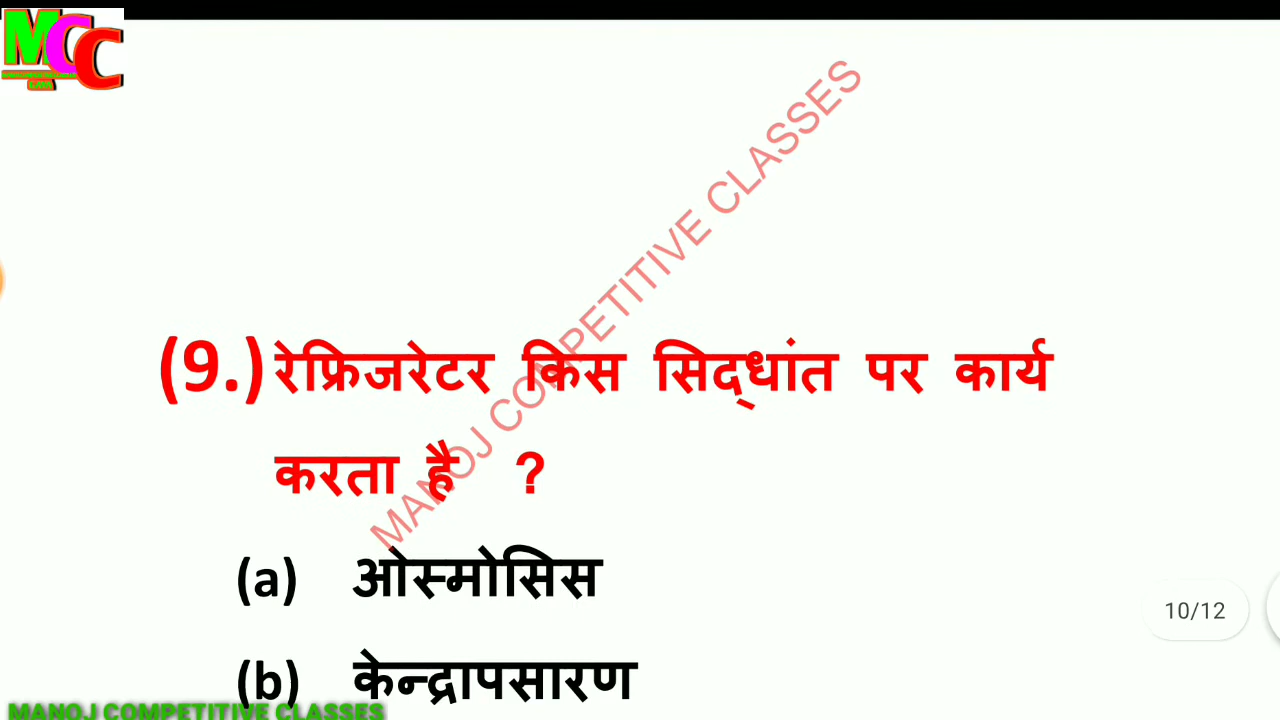 MCC
MANOJ COMPETITIVE CLASSES
(9.) रेफ्रिजरेटर किस सिद्धांत पर कार्य
करता है ?
(a) ओस्मोसिस
10/12
(b) केन्द्रापसारण
MANOJ COMPETITIVE CLASSES